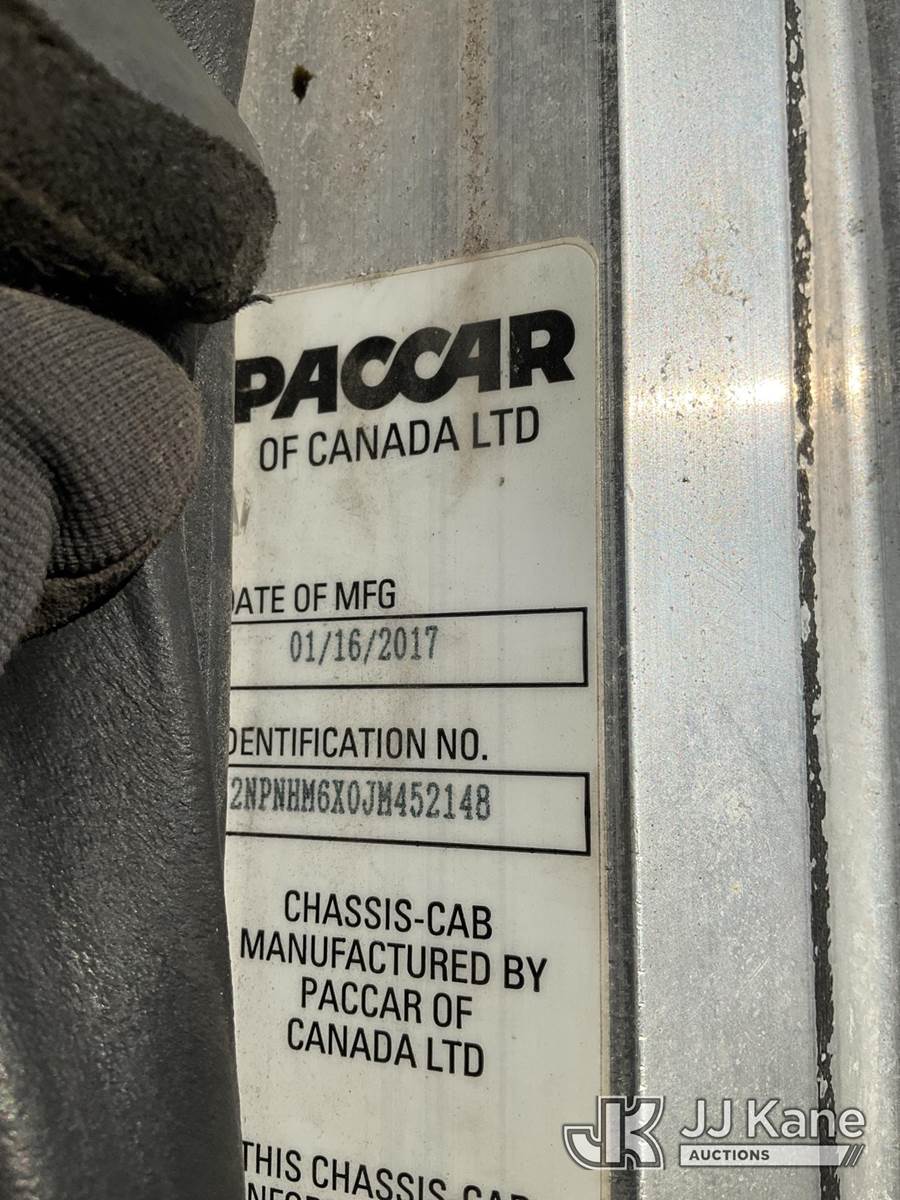 PACCAR
OF CANADA LTD
DATE OF MFG
01/16/2017
IDENTIFICATION NO.
2NPNHM6X0JM452148
CHASSIS-CAB
MANUFACTURED BY
PACCAR OF
CANADA LTD
THIS CHASSIS-CAB
JJ Kane
AUCTIONS